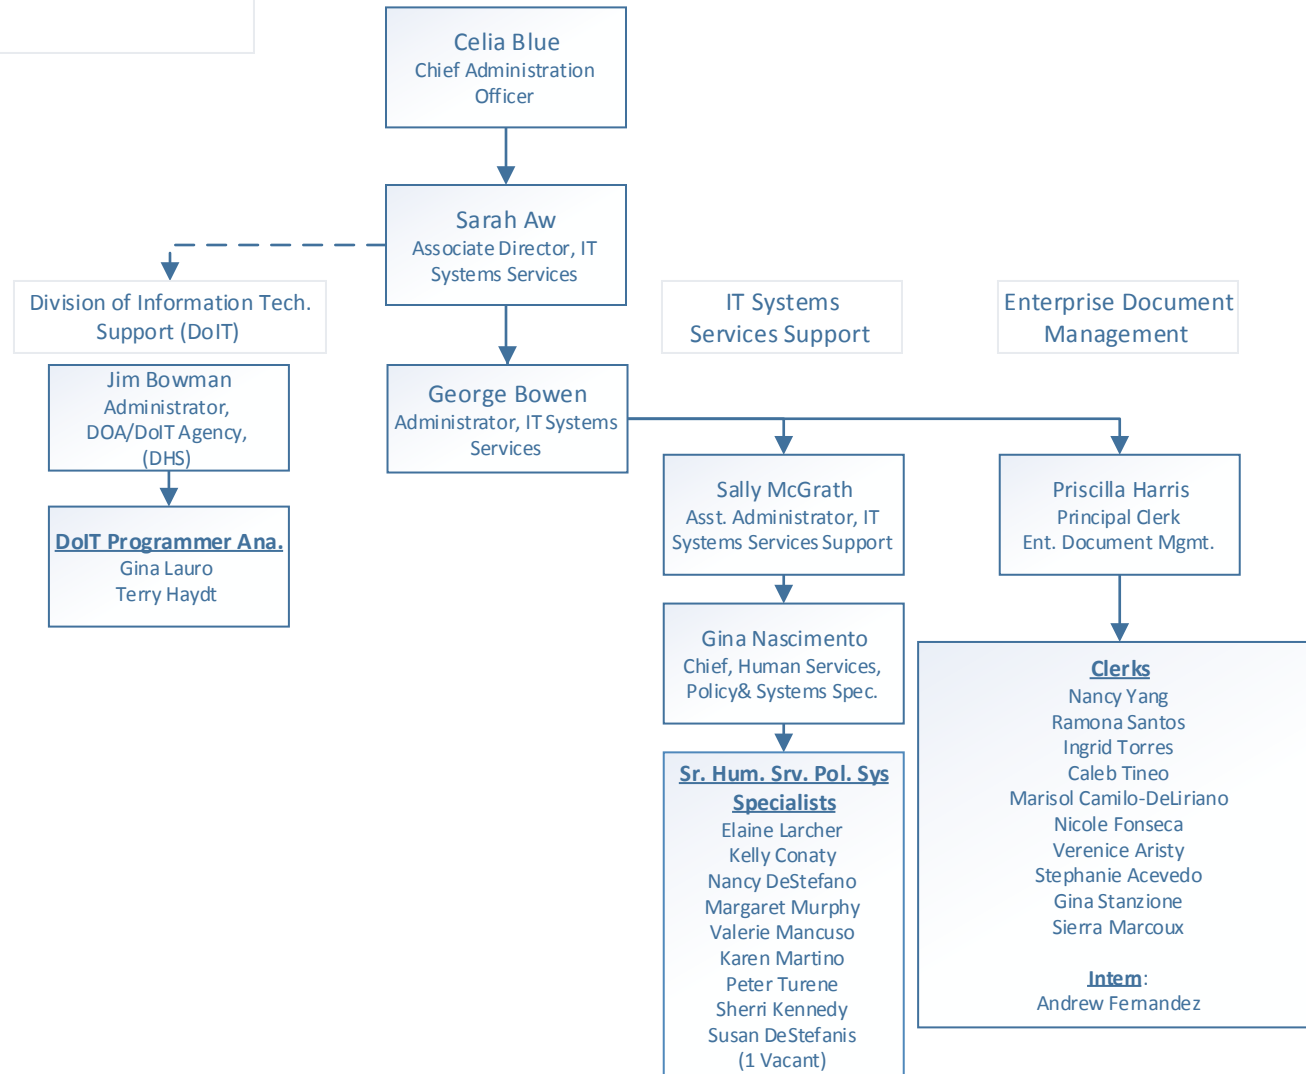 Celia Blue
Chief Administration
Officer
Sarah Aw
Associate Director, IT
Systems Services
Division of Information Tech.
Support (DoIT)
IT Systems
Services Support
Enterprise Document
Management
Jim Bowman
Administrator,
DOA/DoIT Agency,
(DHS)
George Bowen
Administrator, IT Systems
Services
DoIT Programmer Ana.
Gina Lauro
Terry Haydt
Sally McGrath
Asst. Administrator, IT
Systems Services Support
Gina Nascimento
Chief, Human Services,
Policy& Systems Spec.
Sr. Hum. Srv. Pol. Sys
Specialists
Elaine Larcher
Kelly Conaty
Nancy DeStefano
Margaret Murphy
Valerie Mancuso
Karen Martino
Peter Turene
Sherri Kennedy
Susan DeStefanis
(1 Vacant)
Priscilla Harris
Principal Clerk
Ent. Document Mgmt.
Clerks
Nancy Yang
Ramona Santos
Ingrid Torres
Caleb Tineo
Marisol Camilo-DeLiriano
Nicole Fonseca
Verenice Aristy
Stephanie Acevedo
Gina Stanzione
Sierra Marcoux
Intern:
Andrew Fernandez